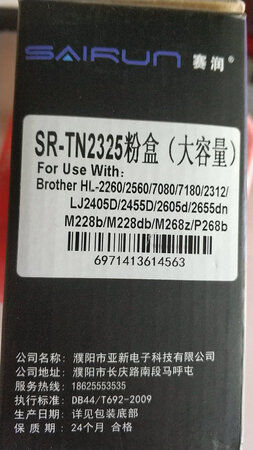 SAIRUN 赛润
SR-TN2325粉盒（大容量）
For Use With:
Brother HL-2260/2560/7080/7180/2312/
LJ2405D/2455D/2605d/2655dn
M228b/M228db/M268z/P268b
6971413614563
公司名称：濮阳市亚新电子科技有限公司
公司地址：濮阳市长庆路南段马呼屯
服务热线：18625553535
执行标准：DB44/T692-2009
生产日期：详见包装底部
保 质 期：24个月 合格